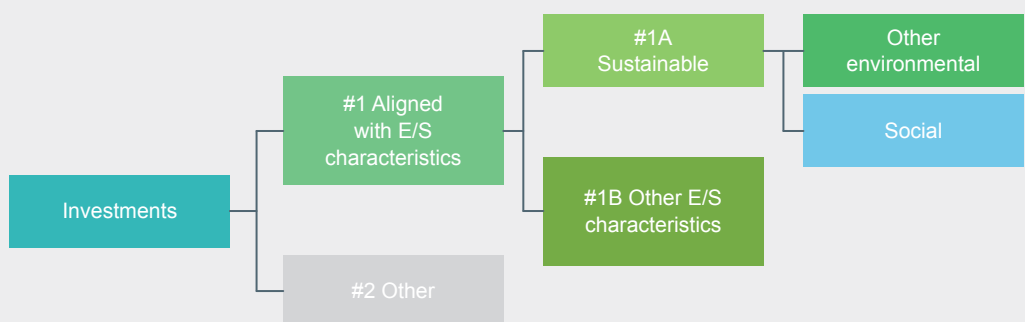 Investments
#1 Aligned
with E/S
characteristics
#2 Other
#1A
Sustainable
#1B Other E/S
characteristics
Other
environmental
Social